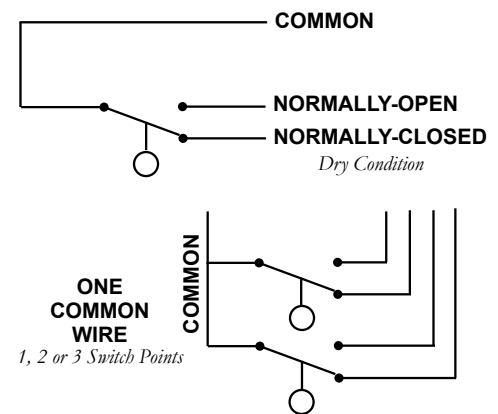 COMMON
NORMALLY-OPEN
NORMALLY-CLOSED
Dry Condition
COMMON
ONE
COMMON
WIRE
1, 2 or 3 Switch Points